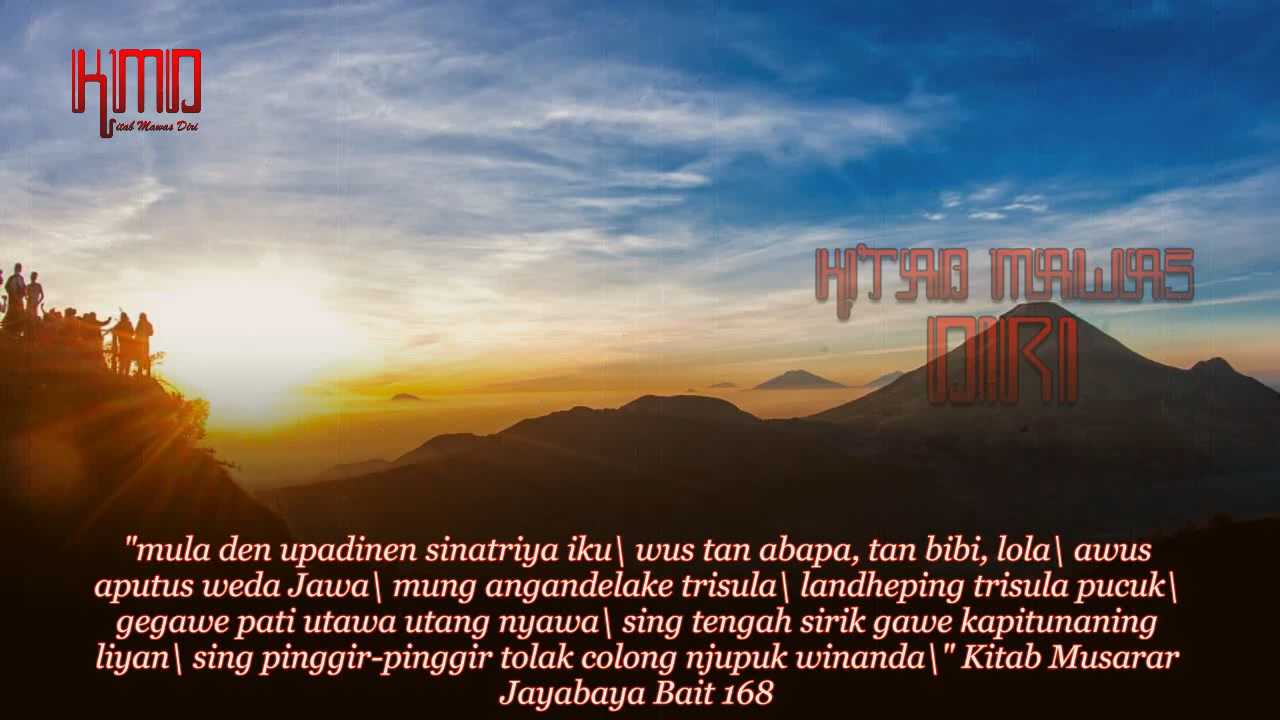 KMD
Kitab Mawas Diri
KITAB MAWAS
DIRI
"mula den upadinen sinatriya iku\ wus tan abapa, tan bibi, lola\ awus
aputus weda Jawa\ mung angandelake trisula\ landheping trisula pucuk\
gegawe pati utawa utang nyawa\ sing tengah sirik gawe kapitunaning
liyan\ sing pinggir-pinggir tolak colong njupuk winanda\" Kitab Musarar
Jayabaya Bait 168